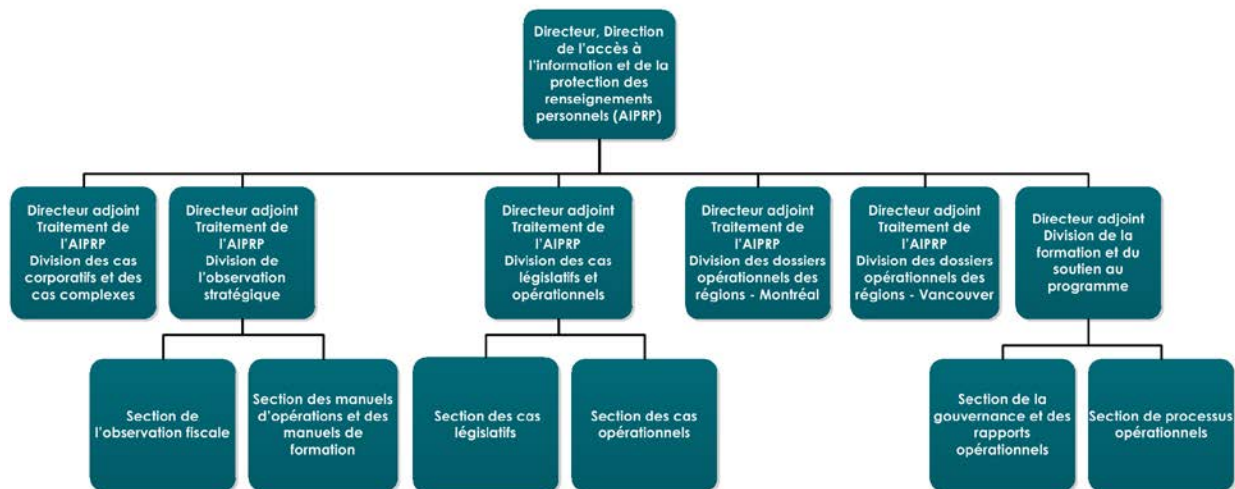 Directeur, Direction
de l'accès à
l'information et de la
protection des
renseignements
personnels (AIPRP)
Directeur adjoint
Traitement de
l'AIPRP
Division des cas
corporatifs et des
cas complexes
Directeur adjoint
Traitement de
l'AIPRP
Division de
l'observation
stratégique
Directeur adjoint
Traitement de
l'AIPRP
Division des cas
législatifs et
opérationnels
Directeur adjoint
Traitement de
l'AIPRP
Division des dossiers
opérationnels des
régions - Montréal
Directeur adjoint
Traitement de
l'AIPRP
Division des dossiers
opérationnels des
régions - Vancouver
Directeur adjoint
Division de la
formation et du
soutien au
programme
Section de
l'observation fiscale
Section des manuels
d'opérations et des
manuels de
formation
Section des cas
législatifs
Section des cas
opérationnels
Section de la
gouvernance et des
rapports
opérationnels
Section de processus
opérationnels